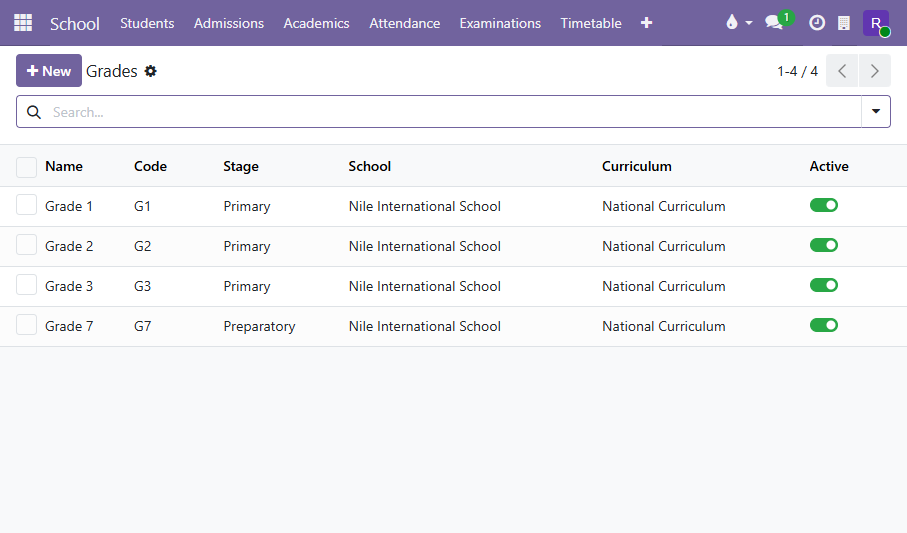 School Students Admissions Academics Attendance Examinations Timetable 1 R
New Grades 1-4 / 4
Search...
Name Code Stage School Curriculum Active
Grade 1 G1 Primary Nile International School National Curriculum
Grade 2 G2 Primary Nile International School National Curriculum
Grade 3 G3 Primary Nile International School National Curriculum
Grade 7 G7 Preparatory Nile International School National Curriculum